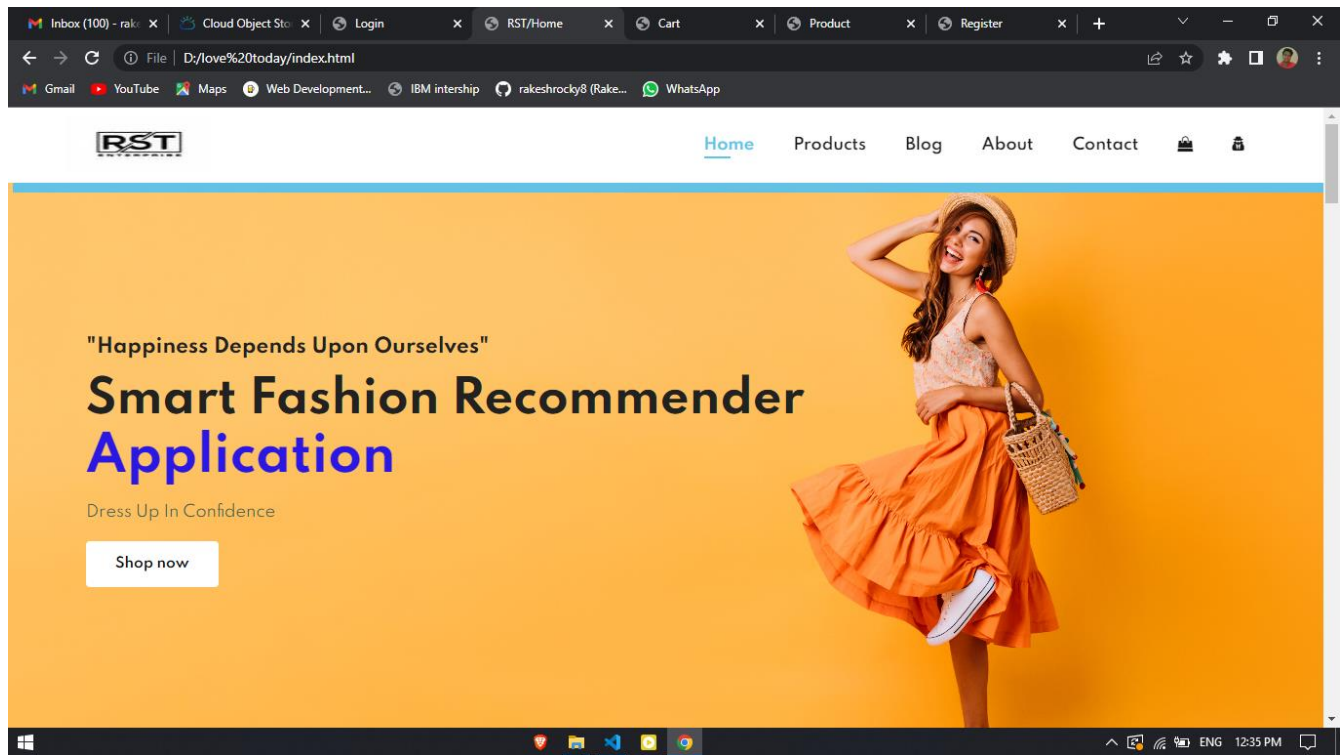 Inbox (100) - rak
Cloud Object Sto
Login
RST/Home
Cart
Product
Register
File
D:/love%20today/index.html
Gmail
YouTube
Maps
Web Development...
IBM intership
rakeshrocky8 (Rake...
WhatsApp
RST
ENTERPRISE
Home
Products
Blog
About
Contact
"Happiness Depends Upon Ourselves"
Smart Fashion Recommender
Application
Dress Up In Confidence
Shop now
ENG
12:35 PM